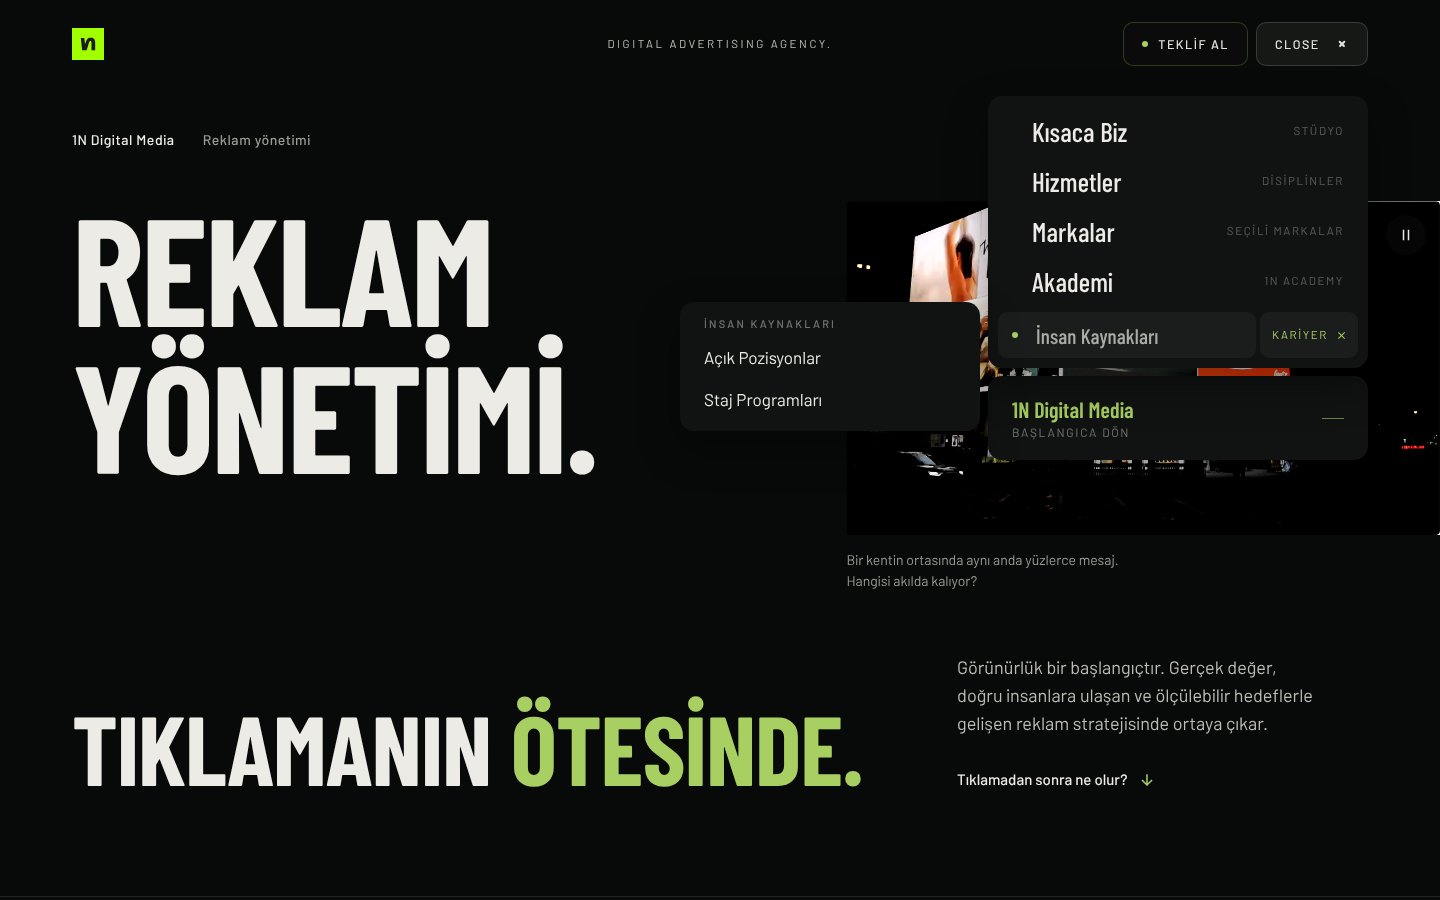 n
DIGITAL ADVERTISING AGENCY.
TEKLİF AL
CLOSE ×
1N Digital Media
Reklam yönetimi
Kısaca Biz
STÜDYO
Hizmetler
DİSİPLİNLER
Markalar
SEÇİLİ MARKALAR
Akademi
1N ACADEMY
İnsan Kaynakları
KARİYER ×
İNSAN KAYNAKLARI
Açık Pozisyonlar
Staj Programları
1N Digital Media
BAŞLANGICA DÖN
REKLAM
YÖNETİMİ.
Bir kentin ortasında aynı anda yüzlerce mesaj.
Hangisi akılda kalıyor?
TIKLAMANIN ÖTESİNDE.
Görünürlük bir başlangıçtır. Gerçek değer,
doğru insanlara ulaşan ve ölçülebilir hedeflerle
gelişen reklam stratejisinde ortaya çıkar.
Tıklamadan sonra ne olur? ↓